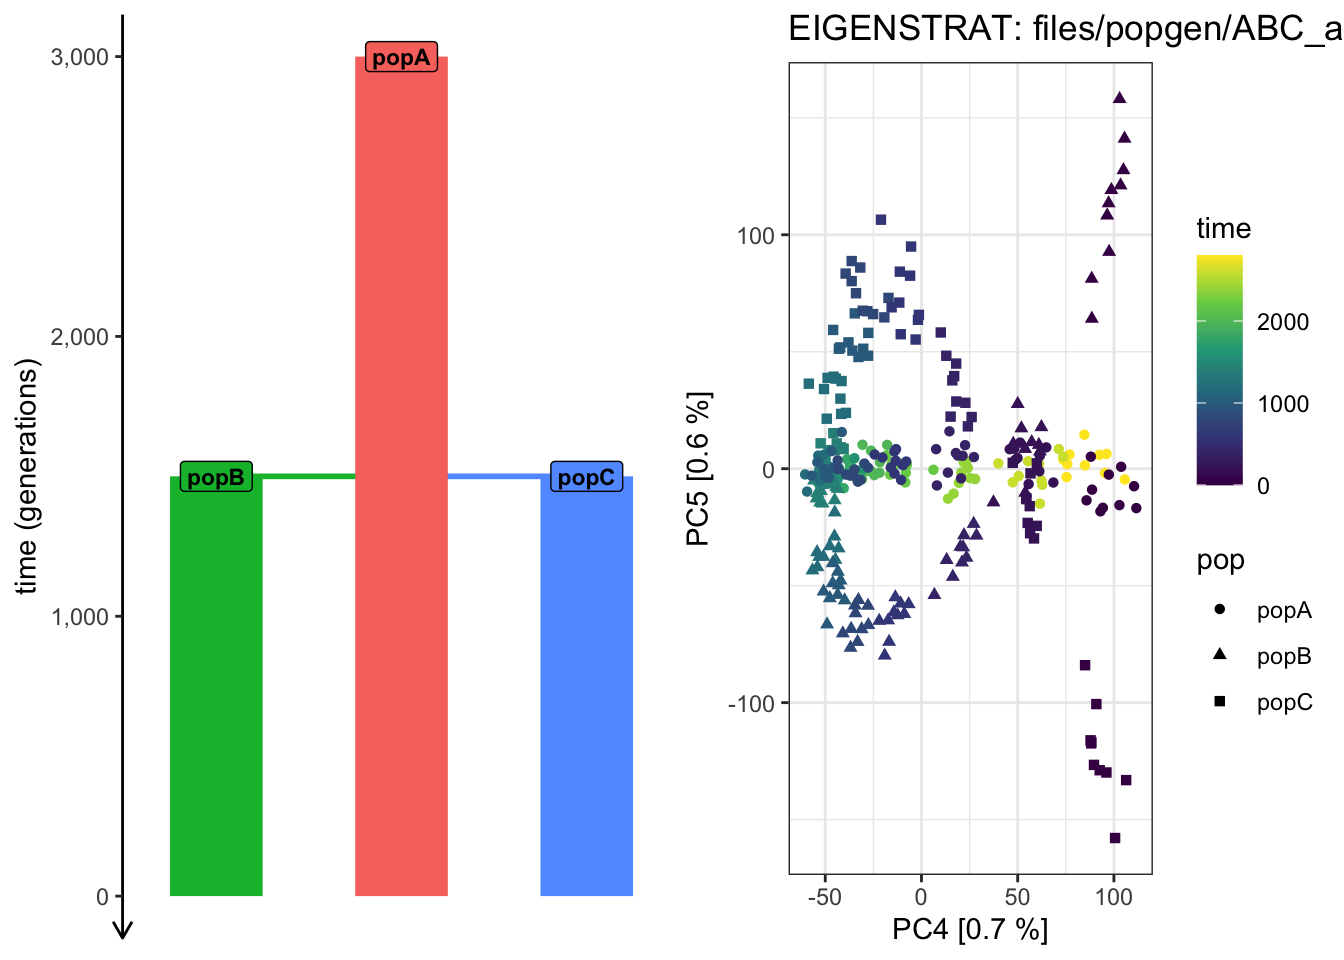 time (generations)
3,000
2,000
1,000
0
popA
popB
popC
EIGENSTRAT: files/popgen/ABC_a
PC5 [0.6 %]
100
0
-100
-50
0
50
100
PC4 [0.7 %]
time
2000
1000
0
pop
popA
popB
popC